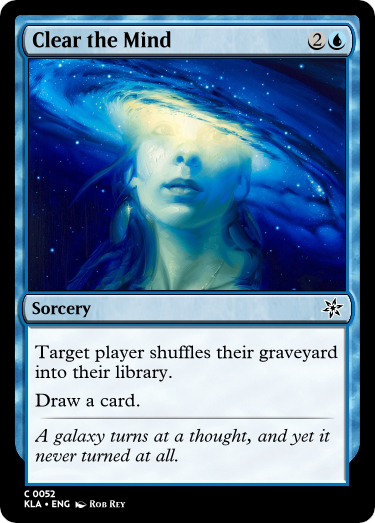 Clear the Mind 2
Sorcery
Target player shuffles their graveyard
into their library.
Draw a card.
A galaxy turns at a thought, and yet it
never turned at all.
C 0052
KLA • ENG Rob Rey